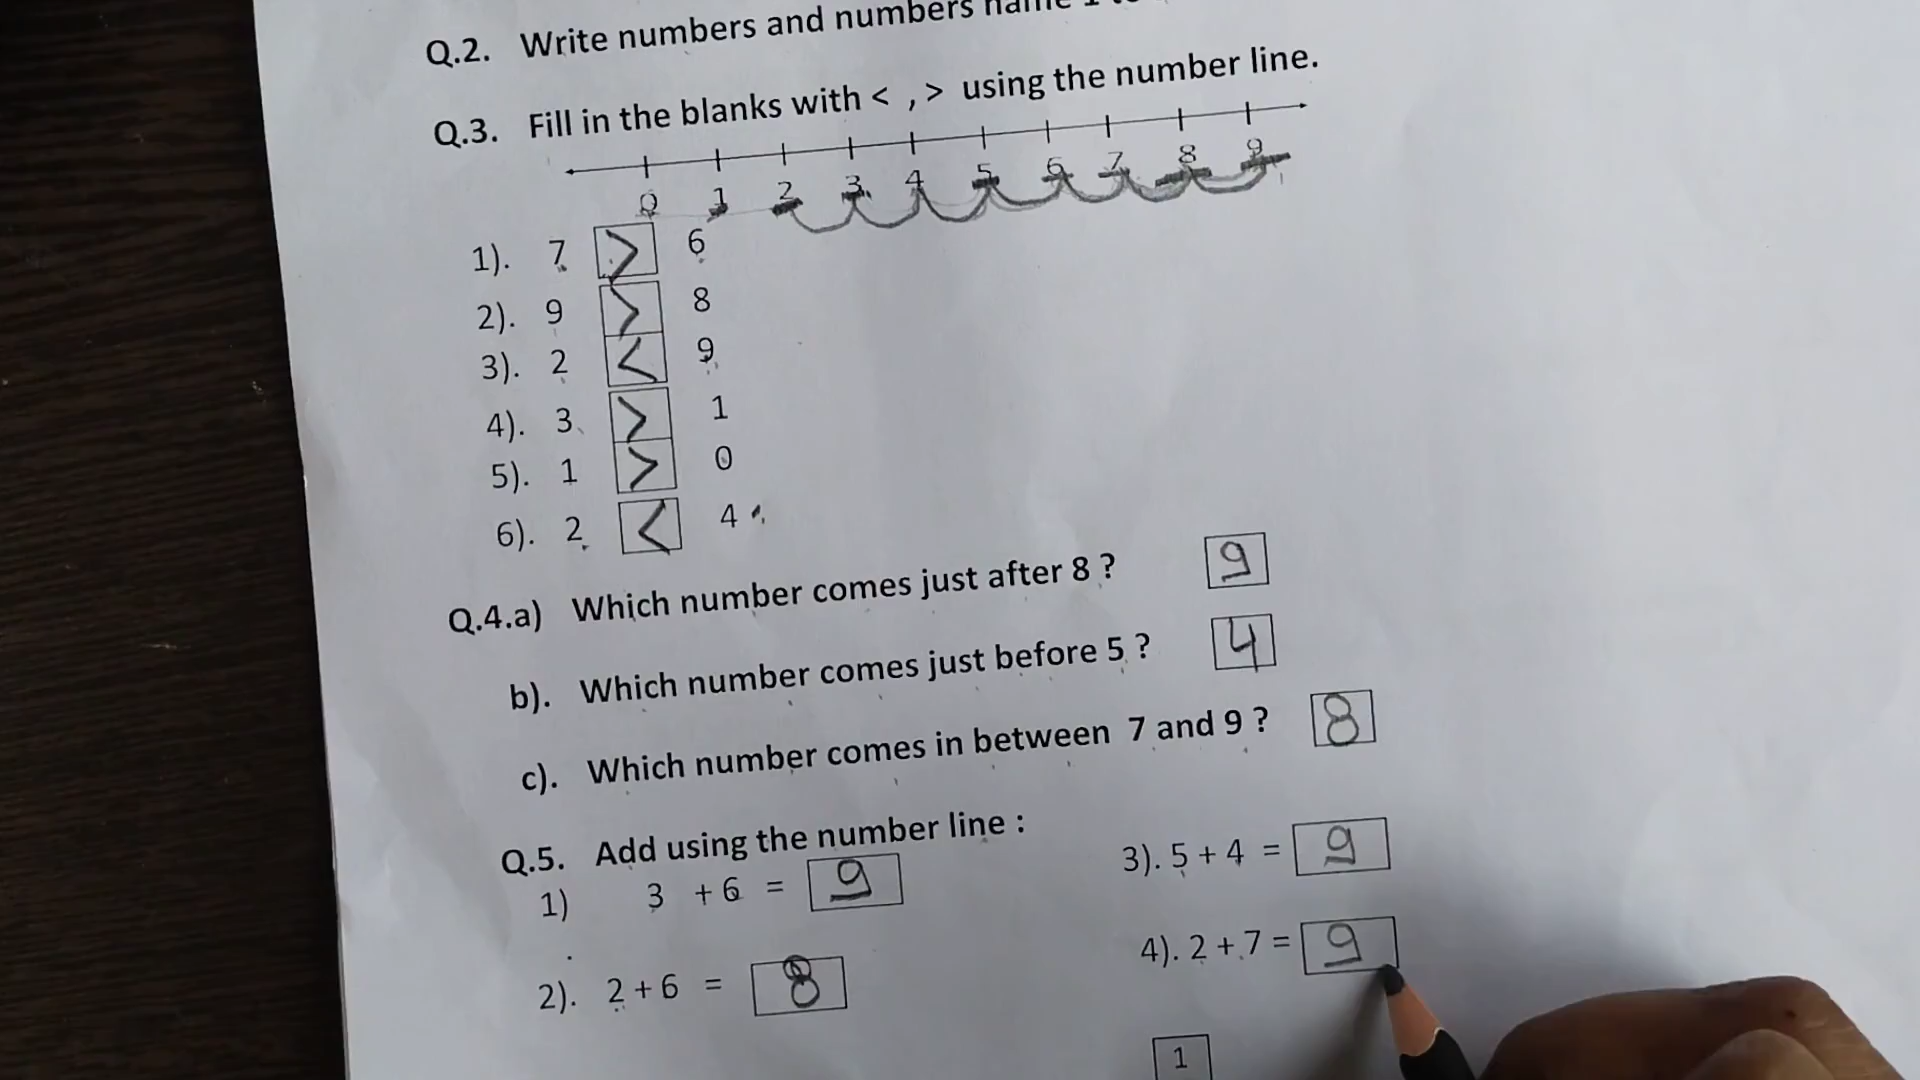 Q.2. Write numbers and numbers name 1 to
Q.3. Fill in the blanks with < , > using the number line.
0 1 2 3 4 5 6 7 8 9
1). 7 > 6
2). 9 > 8
3). 2 < 9
4). 3 > 1
5). 1 > 0
6). 2 < 4
Q.4.a) Which number comes just after 8 ? 9
b). Which number comes just before 5 ? 4
c). Which number comes in between 7 and 9 ? 8
Q.5. Add using the number line :
1) 3 + 6 = 9
3). 5 + 4 = 9
2). 2 + 6 = 8
4). 2 + 7 = 9
1